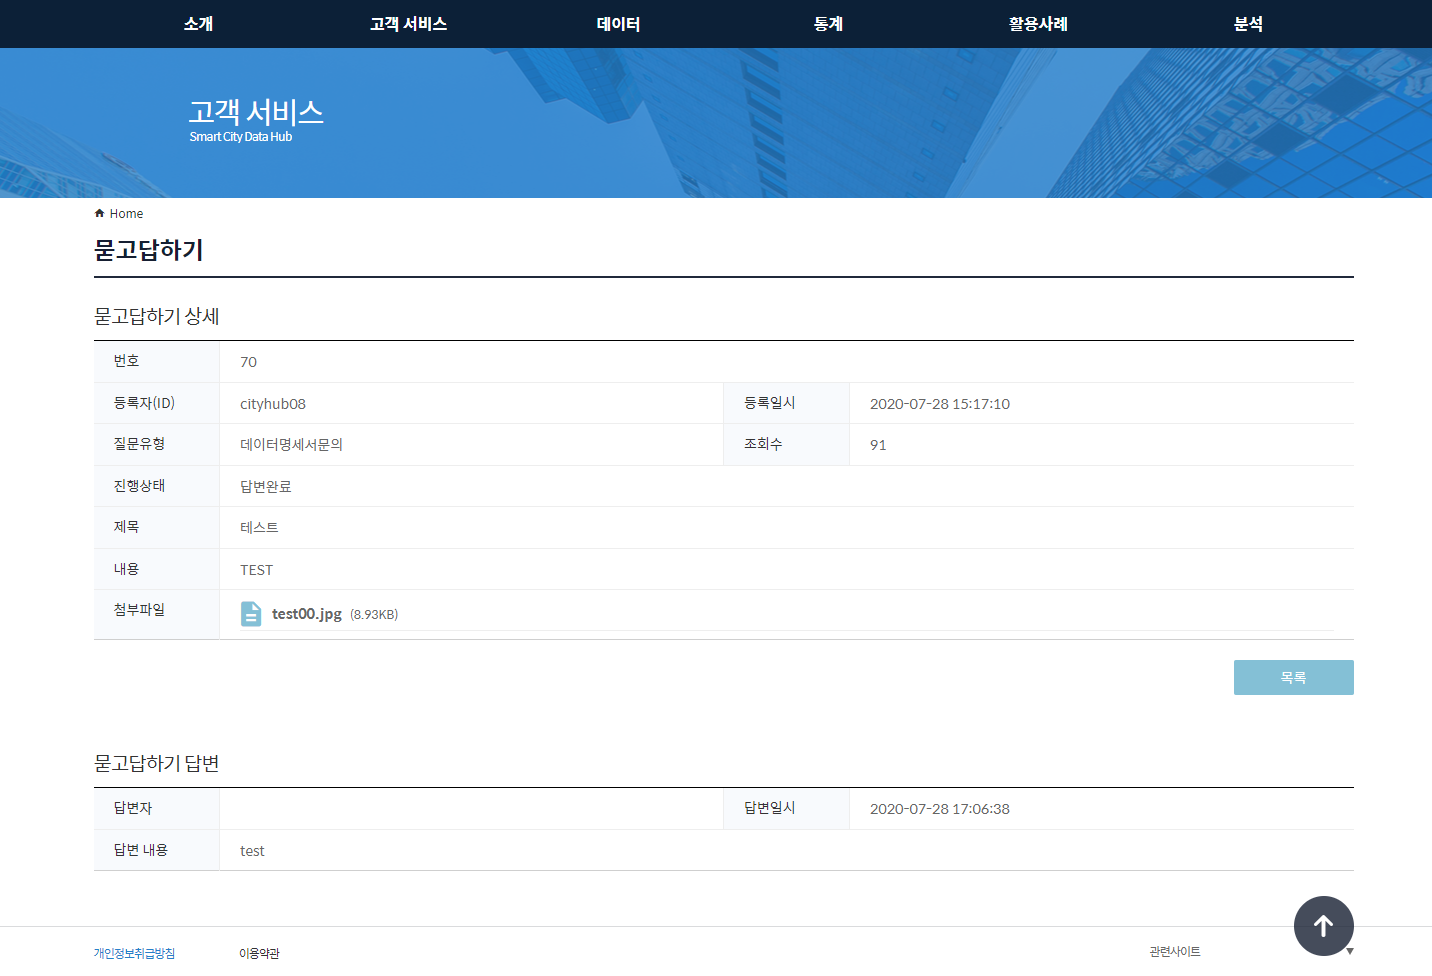 소개 고객 서비스 데이터 통계 활용사례 분석
고객 서비스
Smart City Data Hub
Home
묻고답하기
묻고답하기 상세
번호 70
등록자(ID) cityhub08 등록일시 2020-07-28 15:17:10
질문유형 데이터명세서문의 조회수 91
진행상태 답변완료
제목 테스트
내용 TEST
첨부파일 test00.jpg (8.93KB)
목록
묻고답하기 답변
답변자 답변일시 2020-07-28 17:06:38
답변 내용 test
개인정보취급방침 이용약관 관련사이트